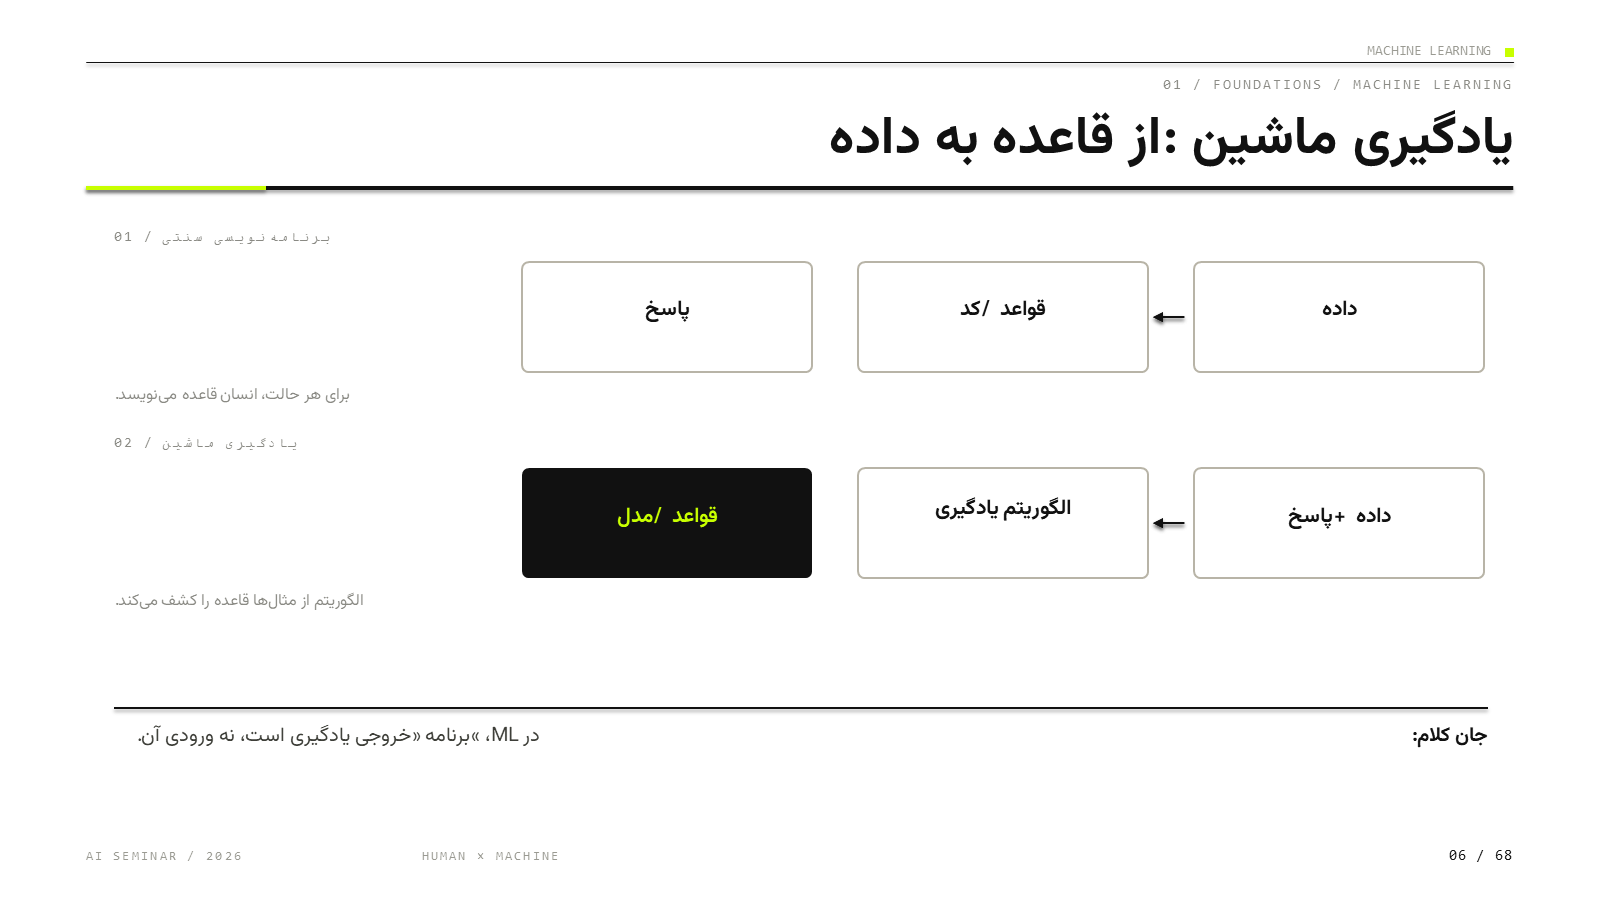 MACHINE LEARNING
01 / FOUNDATIONS / MACHINE LEARNING
یادگیری ماشین :از قاعده به داده
01 / برنامه‌نویسی سنتی
داده
قواعد /کد
پاسخ
برای هر حالت، انسان قاعده می‌نویسد.
02 / یادگیری ماشین
داده +پاسخ
الگوریتم یادگیری
قواعد /مدل
الگوریتم از مثال‌ها قاعده را کشف می‌کند.
جان کلام:
در ML، «برنامه» خروجی یادگیری است، نه ورودی آن.
AI SEMINAR / 2026
HUMAN × MACHINE
06 / 68